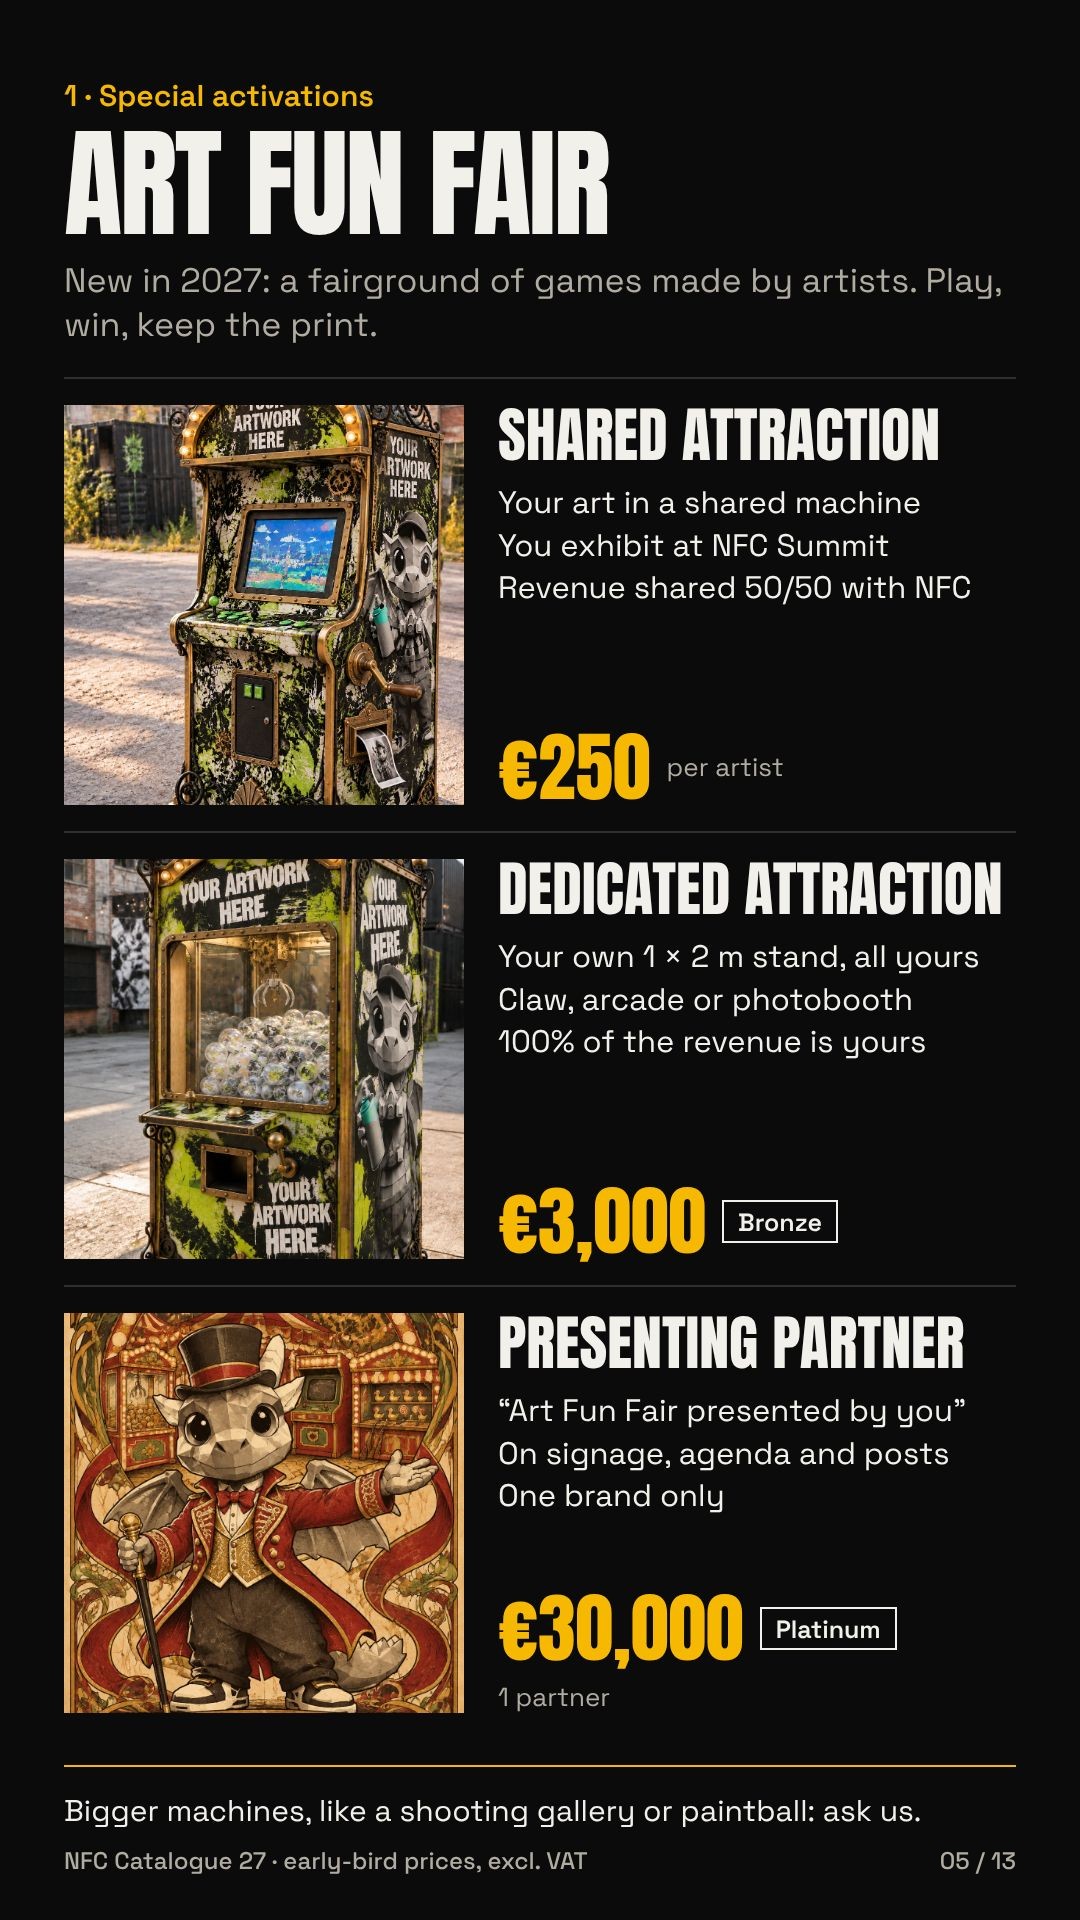 1 · Special activations
ART FUN FAIR
New in 2027: a fairground of games made by artists. Play,
win, keep the print.
YOUR
ARTWORK
HERE
YOUR
ARTWORK
HERE
SHARED ATTRACTION
Your art in a shared machine
You exhibit at NFC Summit
Revenue shared 50/50 with NFC
€250 per artist
YOUR ARTWORK
HERE
YOUR
ARTWORK
HERE
YOUR
ARTWORK
HERE
DEDICATED ATTRACTION
Your own 1 × 2 m stand, all yours
Claw, arcade or photobooth
100% of the revenue is yours
€3,000 Bronze
PRESENTING PARTNER
“Art Fun Fair presented by you”
On signage, agenda and posts
One brand only
€30,000 Platinum
1 partner
Bigger machines, like a shooting gallery or paintball: ask us.
NFC Catalogue 27 · early-bird prices, excl. VAT
05 / 13